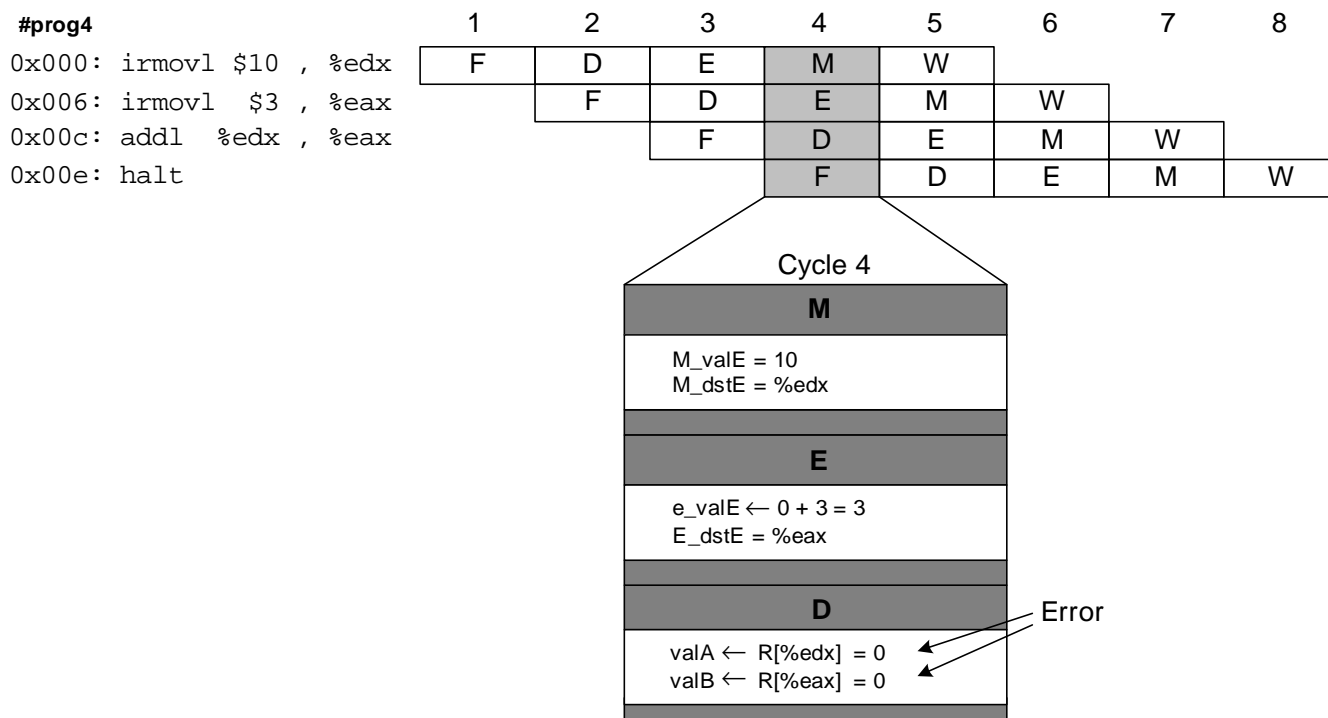 #prog4 1 2 3 4 5 6 7 8
0x000: irmovl $10 , %edx F D E M W
0x006: irmovl  $3 , %eax F D E M W
0x00c: addl  %edx , %eax F D E M W
0x00e: halt F D E M W
Cycle 4
M
M_valE = 10
M_dstE = %edx
E
e_valE ← 0 + 3 = 3
E_dstE = %eax
D
Error
valA ← R[%edx] = 0
valB ← R[%eax] = 0